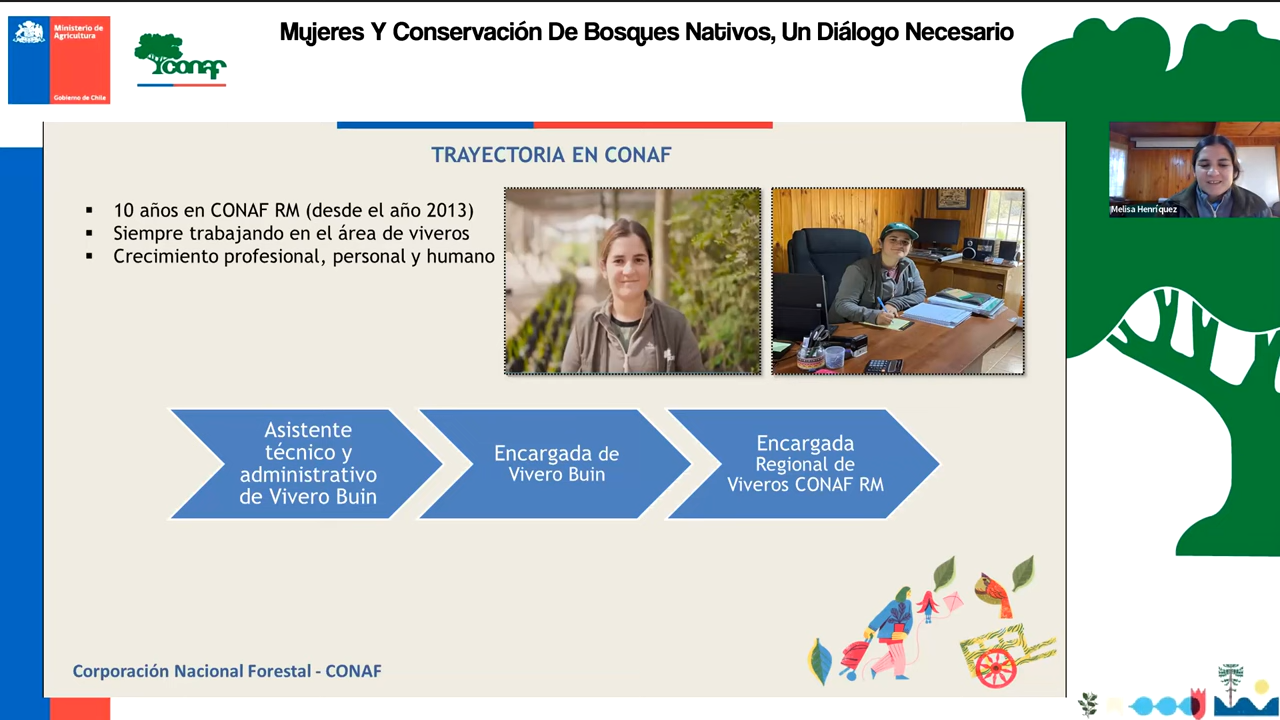 Mujeres Y Conservación De Bosques Nativos, Un Diálogo Necesario
Ministerio de
Agricultura
Gobierno de Chile
conaf
TRAYECTORIA EN CONAF
▪ 10 años en CONAF RM (desde el año 2013)
▪ Siempre trabajando en el área de viveros
▪ Crecimiento profesional, personal y humano
Melisa Henríquez
Asistente
técnico y
administrativo
de Vivero Buin
Encargada de
Vivero Buin
Encargada
Regional de
Viveros CONAF RM
Corporación Nacional Forestal - CONAF